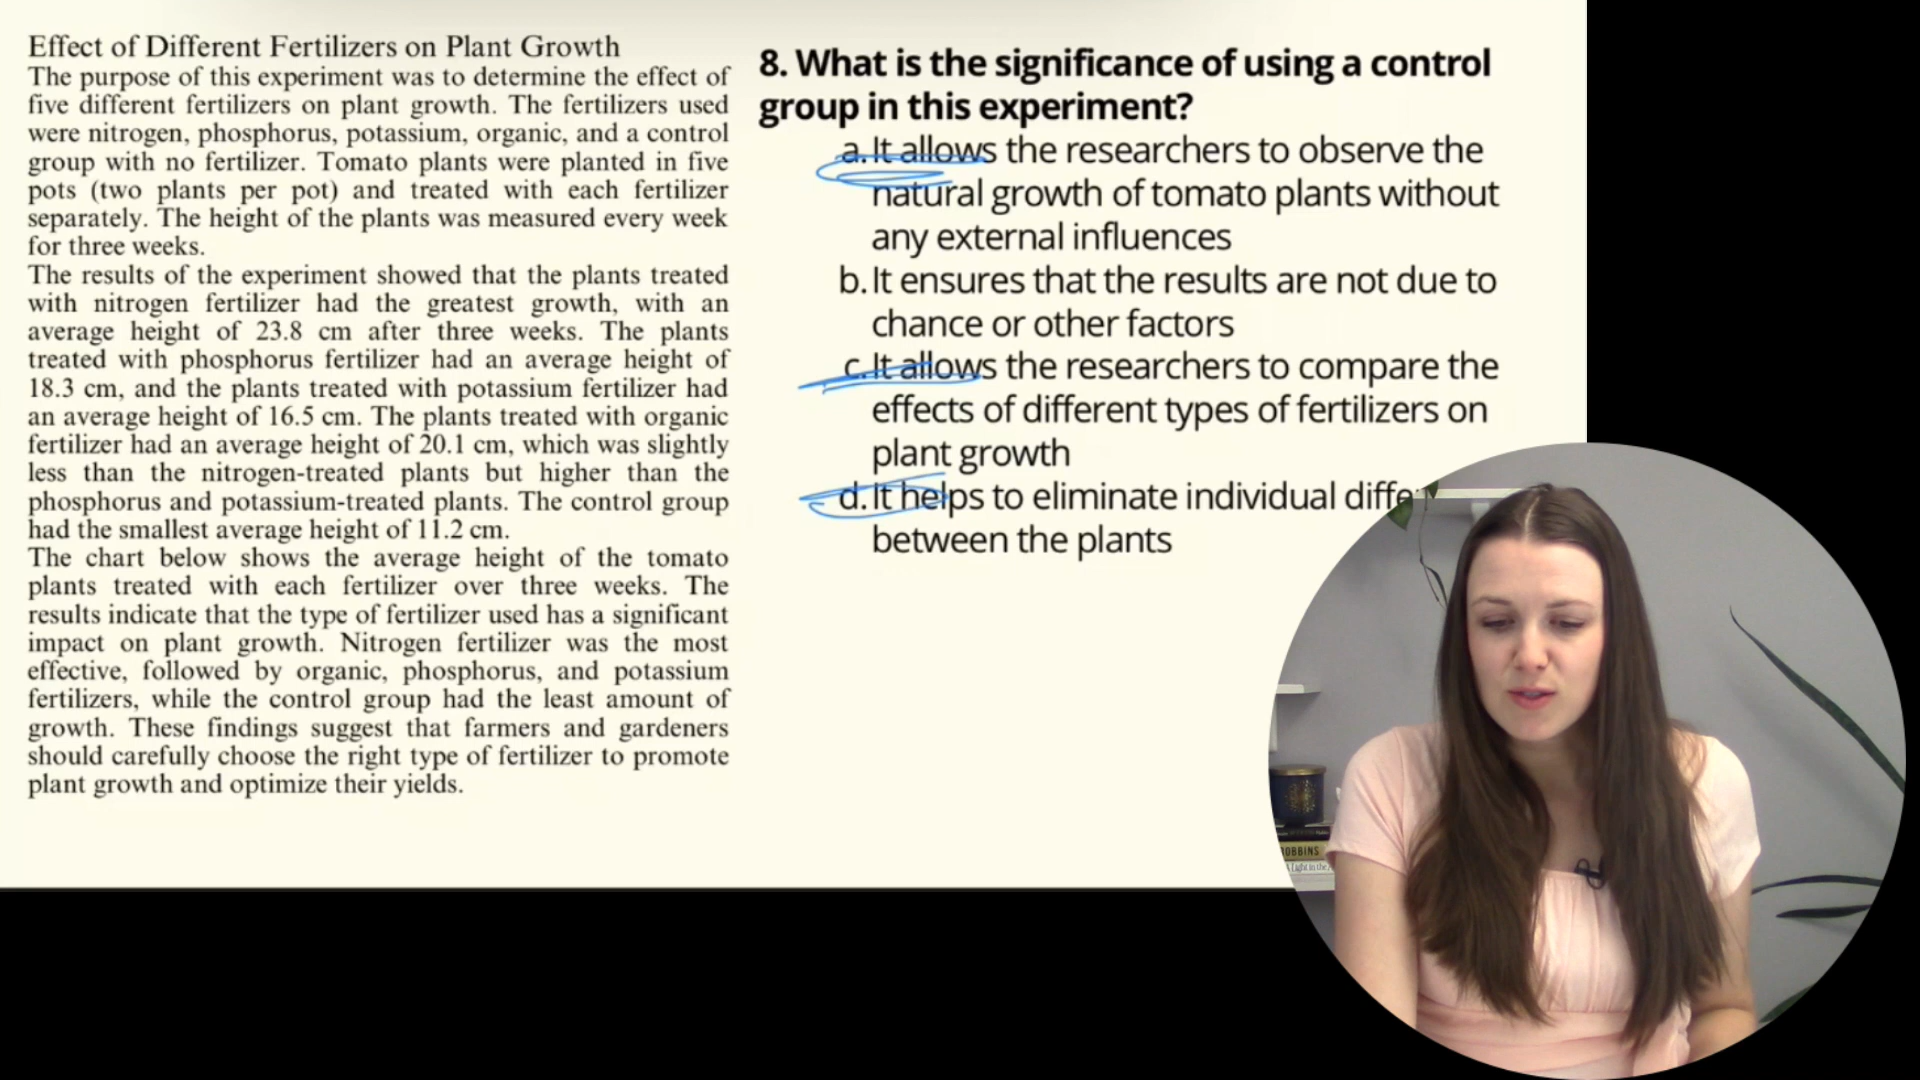 Effect of Different Fertilizers on Plant Growth
The purpose of this experiment was to determine the effect of
five different fertilizers on plant growth. The fertilizers used
were nitrogen, phosphorus, potassium, organic, and a control
group with no fertilizer. Tomato plants were planted in five
pots (two plants per pot) and treated with each fertilizer
separately. The height of the plants was measured every week
for three weeks.
The results of the experiment showed that the plants treated
with nitrogen fertilizer had the greatest growth, with an
average height of 23.8 cm after three weeks. The plants
treated with phosphorus fertilizer had an average height of
18.3 cm, and the plants treated with potassium fertilizer had
an average height of 16.5 cm. The plants treated with organic
fertilizer had an average height of 20.1 cm, which was slightly
less than the nitrogen-treated plants but higher than the
phosphorus and potassium-treated plants. The control group
had the smallest average height of 11.2 cm.
The chart below shows the average height of the tomato
plants treated with each fertilizer over three weeks. The
results indicate that the type of fertilizer used has a significant
impact on plant growth. Nitrogen fertilizer was the most
effective, followed by organic, phosphorus, and potassium
fertilizers, while the control group had the least amount of
growth. These findings suggest that farmers and gardeners
should carefully choose the right type of fertilizer to promote
plant growth and optimize their yields.
8. What is the significance of using a control
group in this experiment?
a. It allows the researchers to observe the
natural growth of tomato plants without
any external influences
b. It ensures that the results are not due to
chance or other factors
c. It allows the researchers to compare the
effects of different types of fertilizers on
plant growth
d. It helps to eliminate individual
between the plants
OBBINS